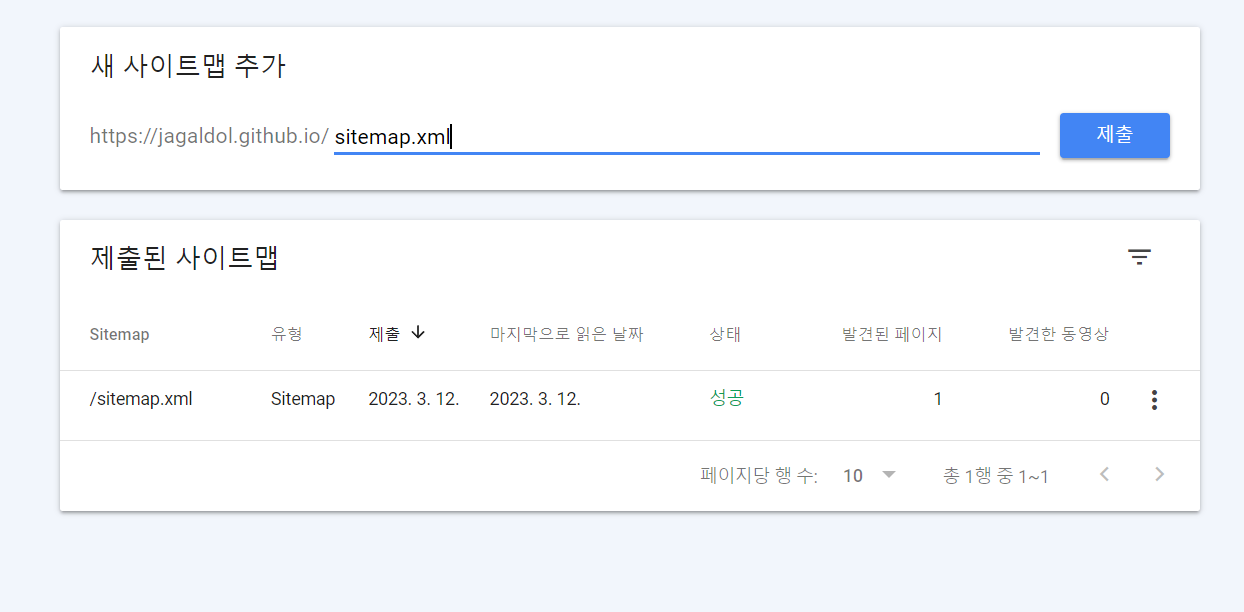 새 사이트맵 추가
https://jagaldol.github.io/ sitemap.xml 제출
제출된 사이트맵
Sitemap 유형 제출 마지막으로 읽은 날짜 상태 발견된 페이지 발견한 동영상
/sitemap.xml Sitemap 2023. 3. 12. 2023. 3. 12. 성공 1 0
페이지당 행 수: 10 총 1행 중 1~1